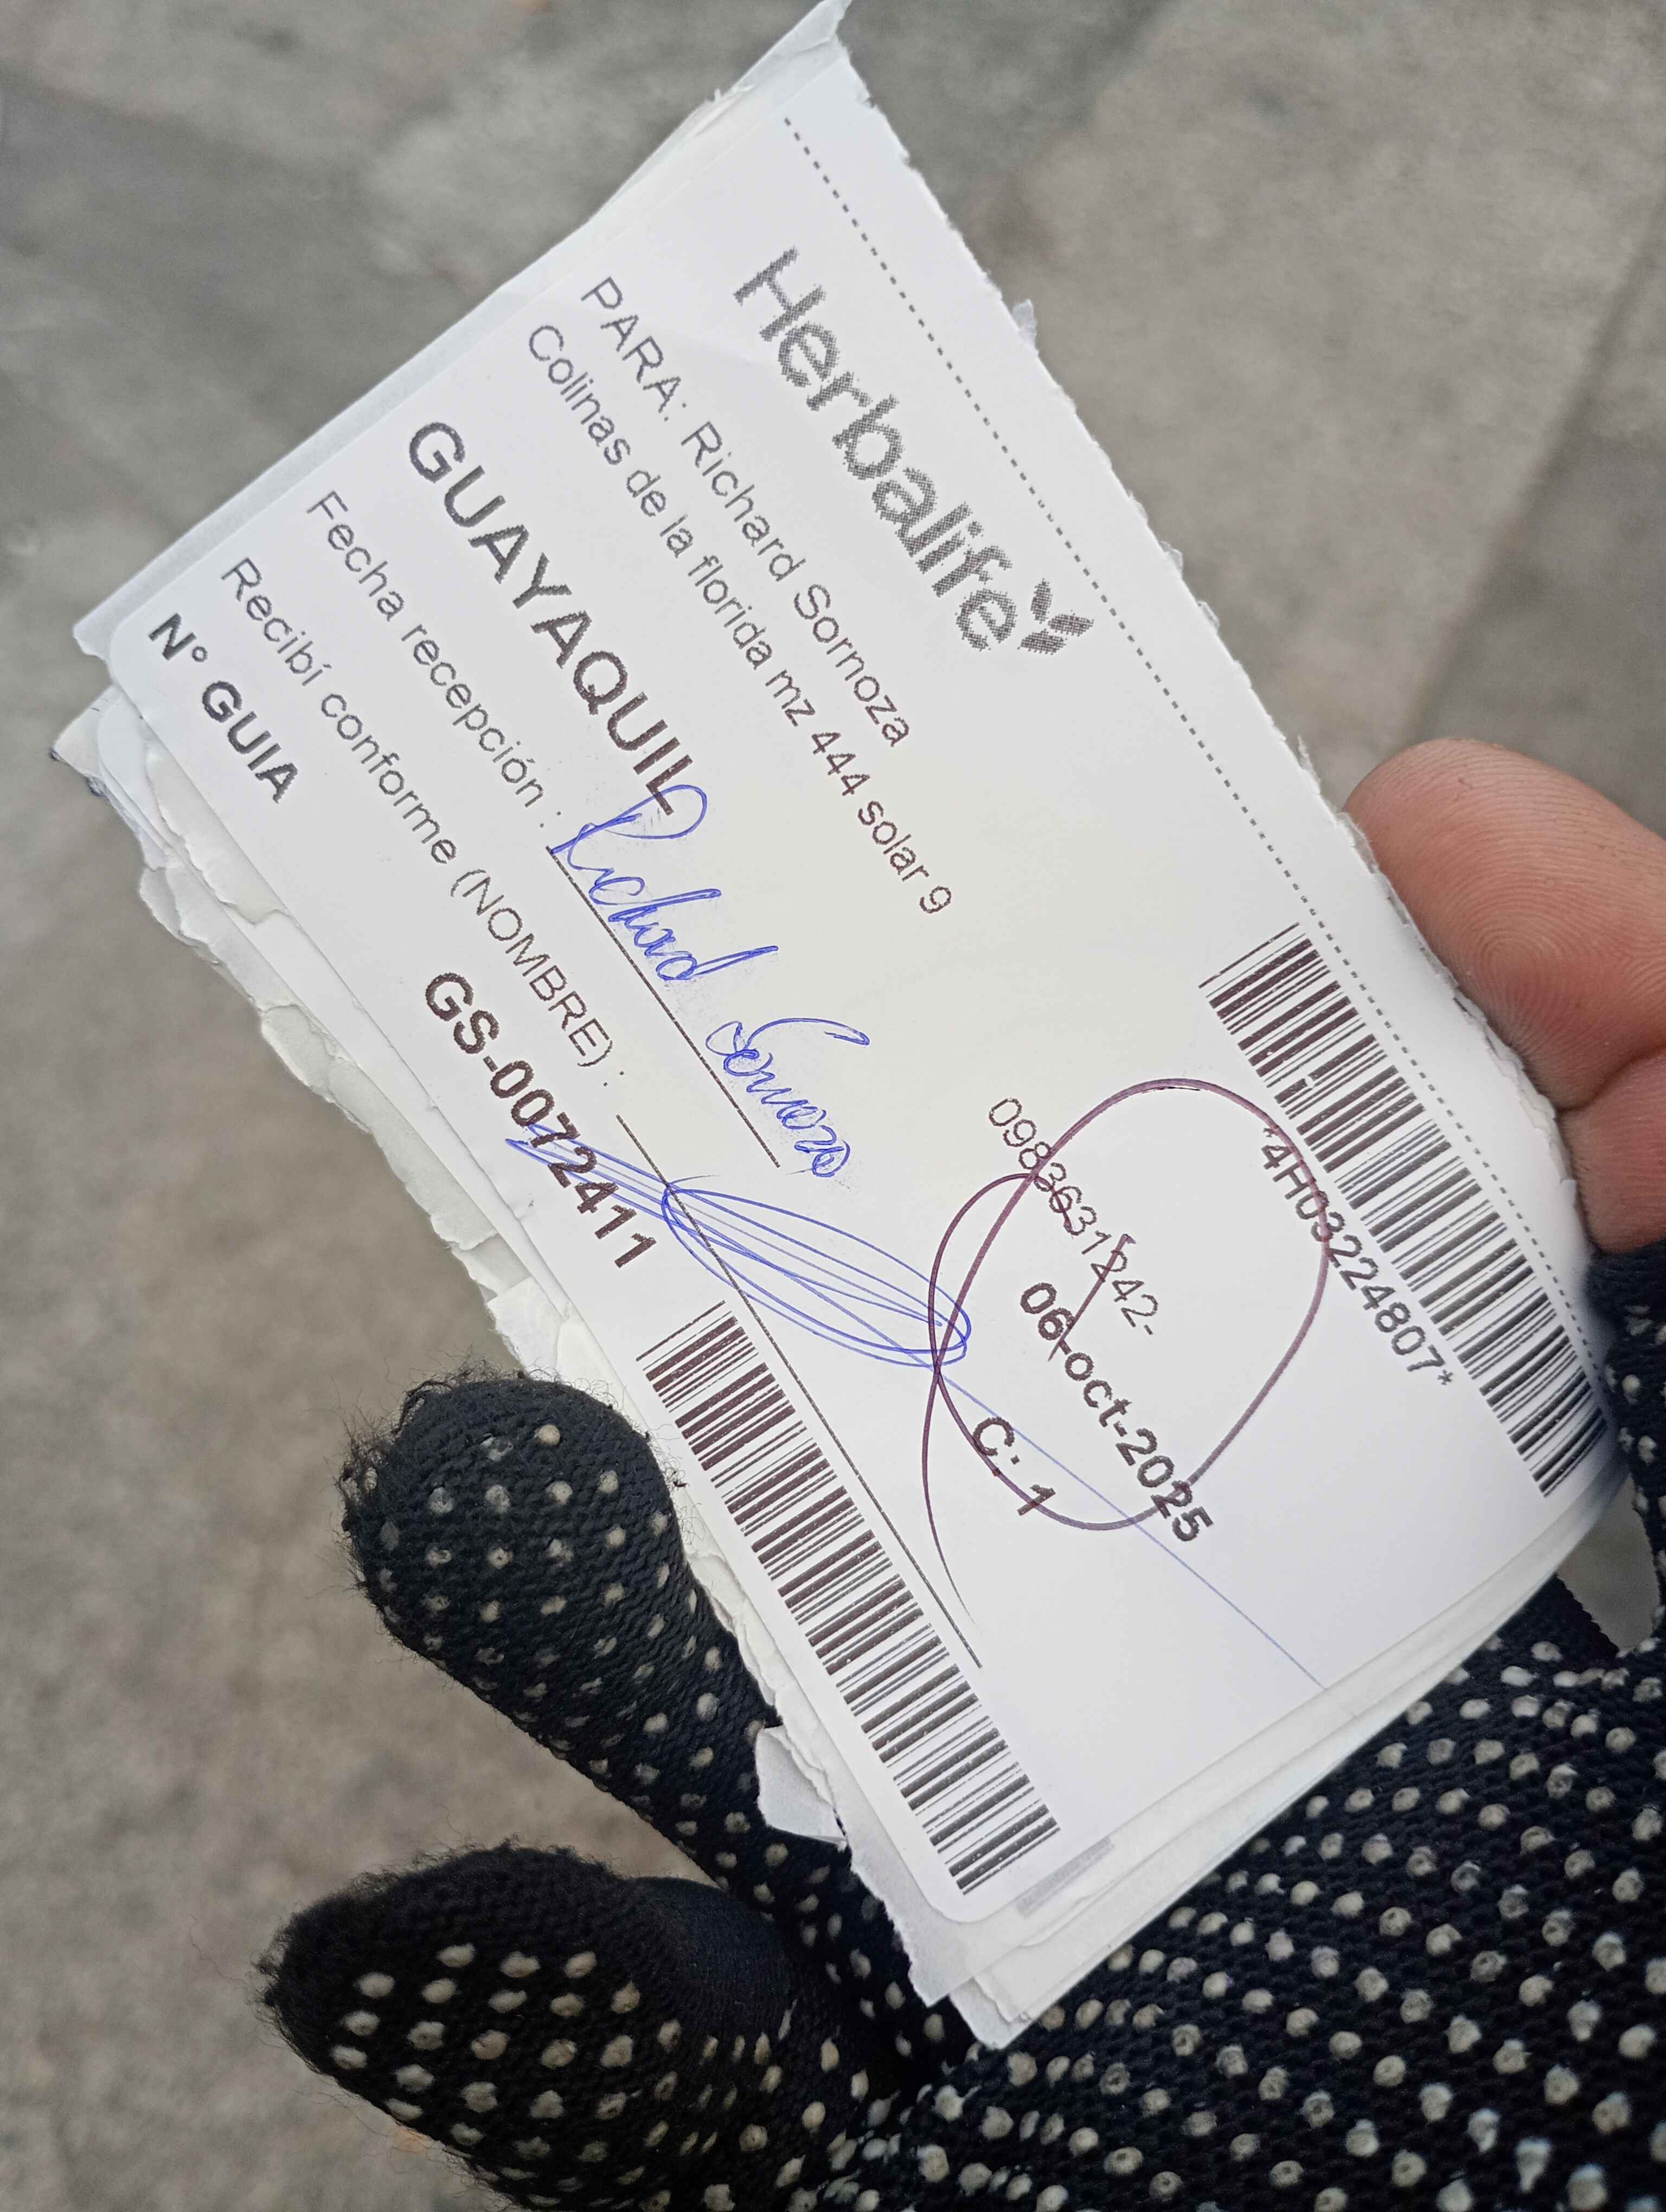 *4H03224807*
Herbalife
PARA: Richard Sornoza
Colinas de la florida mz 444 solar 9
0983631242-
GUAYAQUIL
06-oct-2025
Fecha recepción : Richard Sornoza
C: 1
Recibí conforme (NOMBRE) :
N° GUIA GS-0072411